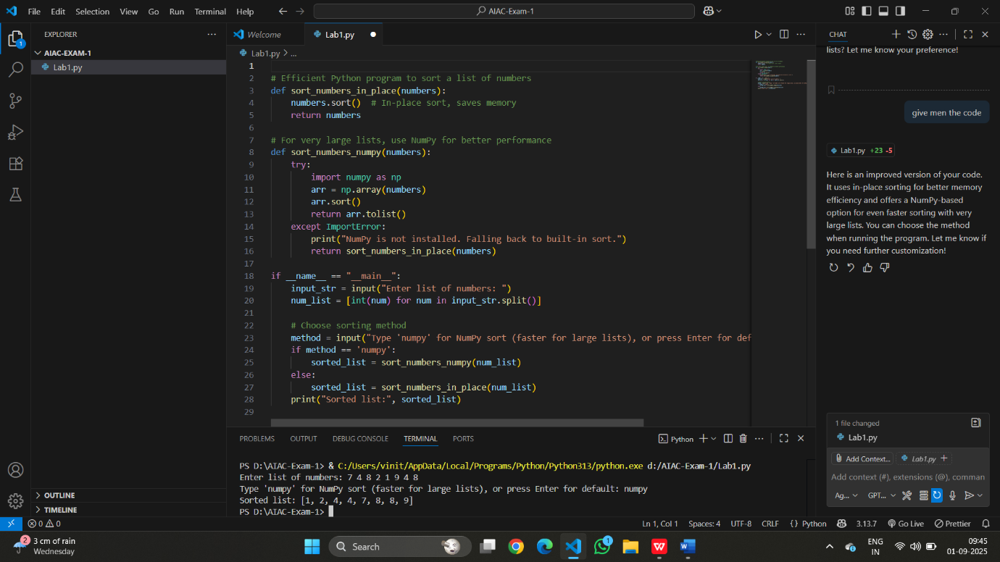 File Edit Selection View Go Run Terminal Help
AIAC-Exam-1
EXPLORER
AIAC-EXAM-1
Lab1.py
OUTLINE
TIMELINE
Welcome
Lab1.py
Lab1.py > ...
1
2 # Efficient Python program to sort a list of numbers
3 def sort_numbers_in_place(numbers):
4 numbers.sort() # In-place sort, saves memory
5 return numbers
6
7 # For very large lists, use NumPy for better performance
8 def sort_numbers_numpy(numbers):
9 try:
10 import numpy as np
11 arr = np.array(numbers)
12 arr.sort()
13 return arr.tolist()
14 except ImportError:
15 print("NumPy is not installed. Falling back to built-in sort.")
16 return sort_numbers_in_place(numbers)
17
18 if __name__ == "__main__":
19 input_str = input("Enter list of numbers: ")
20 num_list = [int(num) for num in input_str.split()]
21
22 # Choose sorting method
23 method = input("Type 'numpy' for NumPy sort (faster for large lists), or press Enter for def
24 if method == 'numpy':
25 sorted_list = sort_numbers_numpy(num_list)
26 else:
27 sorted_list = sort_numbers_in_place(num_list)
28 print("Sorted list:", sorted_list)
29
PROBLEMS OUTPUT DEBUG CONSOLE TERMINAL PORTS
Python
PS D:\AIAC-Exam-1> & C:/Users/vinit/AppData/Local/Programs/Python/Python313/python.exe d:/AIAC-Exam-1/Lab1.py
Enter list of numbers: 7 4 8 2 1 9 4 8
Type 'numpy' for NumPy sort (faster for large lists), or press Enter for default: numpy
Sorted list: [1, 2, 4, 4, 7, 8, 8, 9]
PS D:\AIAC-Exam-1>
CHAT
lists? Let me know your preference!
give men the code
Lab1.py +23 -5
Here is an improved version of your code.
It uses in-place sorting for better memory
efficiency and offers a NumPy-based
option for even faster sorting with very
large lists. You can choose the method
when running the program. Let me know if
you need further customization!
1 file changed
Lab1.py
Add Context...
Lab1.py
Add context (#), extensions (@), comman
Ag... GPT...
0 0
Ln 1, Col 1 Spaces: 4 UTF-8 CRLF {} Python 3.13.7 Go Live Prettier
2
3 cm of rain
Wednesday
Search
1
ENG
IN
09:45
01-09-2025